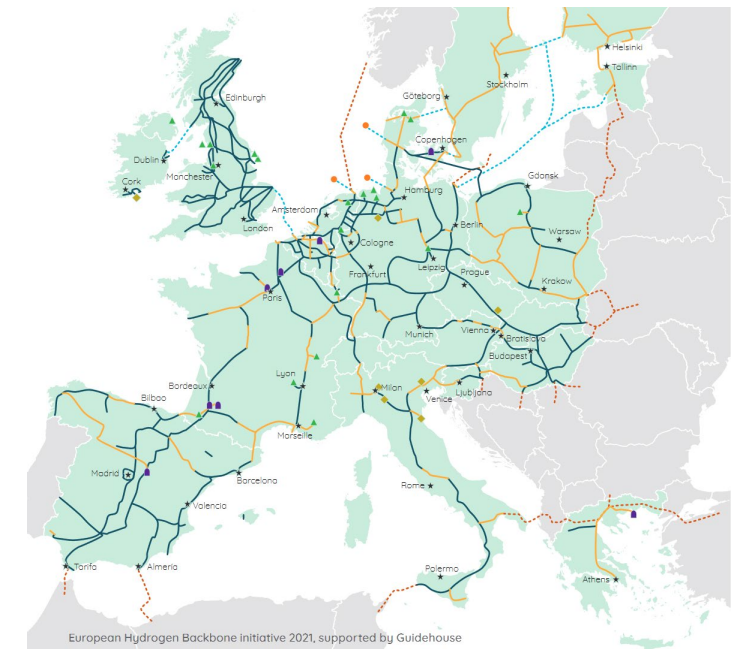 Helsinki
Tallinn
Stockholm
Göteborg
Edinburgh
Copenhagen
Dublin
Manchester
Cork
Gdansk
Hamburg
Amsterdam
London
Berlin
Warsaw
Cologne
Leipzig
Frankfurt
Prague
Krakow
Paris
Munich
Vienna
Bratislava
Budapest
Lyon
Bordeaux
Milan
Venice
Ljubljana
Bilbao
Marseille
Madrid
Barcelona
Rome
Valencia
Tarifa
Almeria
Palermo
Athens
European Hydrogen Backbone initiative 2021, supported by Guidehouse